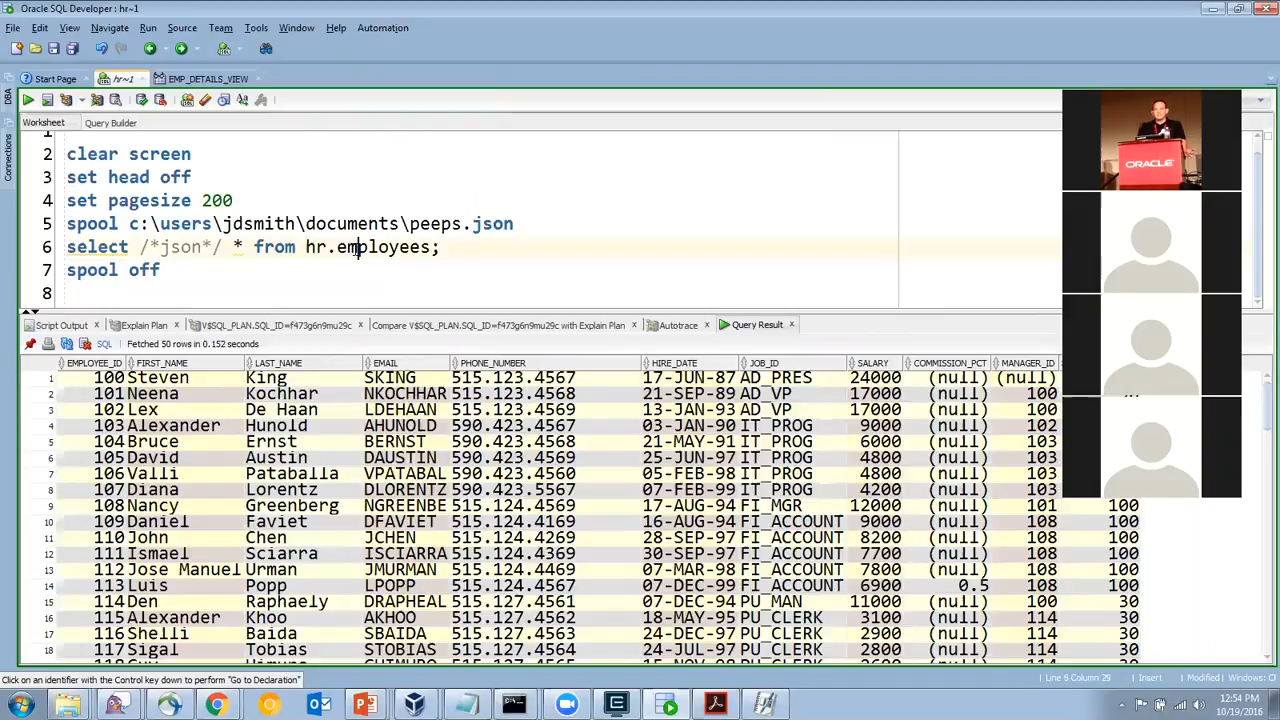 Oracle SQL Developer: hr~1
File Edit View Navigate Run Source Team Tools Window Help Automation
Start Page hr~1 EMP_DETAILS_VIEW
DBA
Connections
Worksheet Query Builder
1
2 clear screen
3 set head off
4 set pagesize 200
5 spool c:\users\jdsmith\documents\peeps.json
6 select /*json*/ * from hr.employees;
7 spool off
8
ORACLE
Script Output Explain Plan V$SQL_PLAN.SQL_ID=f473g6n9mu29c Compare V$SQL_PLAN.SQL_ID=f473g6n9mu29c with Explain Plan Autotrace Query Result
SQL Fetched 50 rows in 0.152 seconds
EMPLOYEE_ID FIRST_NAME LAST_NAME EMAIL PHONE_NUMBER HIRE_DATE JOB_ID SALARY COMMISSION_PCT MANAGER_ID
1 100 Steven King SKING 515.123.4567 17-JUN-87 AD_PRES 24000 (null) (null)
2 101 Neena Kochhar NKOCHHAR 515.123.4568 21-SEP-89 AD_VP 17000 (null) 100
3 102 Lex De Haan LDEHAAN 515.123.4569 13-JAN-93 AD_VP 17000 (null) 100
4 103 Alexander Hunold AHUNOLD 590.423.4567 03-JAN-90 IT_PROG 9000 (null) 102
5 104 Bruce Ernst BERNST 590.423.4568 21-MAY-91 IT_PROG 6000 (null) 103
6 105 David Austin DAUSTIN 590.423.4569 25-JUN-97 IT_PROG 4800 (null) 103
7 106 Valli Pataballa VPATABAL 590.423.4560 05-FEB-98 IT_PROG 4800 (null) 103
8 107 Diana Lorentz DLORENTZ 590.423.5567 07-FEB-99 IT_PROG 4200 (null) 103
9 108 Nancy Greenberg NGREENBE 515.124.4569 17-AUG-94 FI_MGR 12000 (null) 101 100
10 109 Daniel Faviet DFAVIET 515.124.4169 16-AUG-94 FI_ACCOUNT 9000 (null) 108 100
11 110 John Chen JCHEN 515.124.4269 28-SEP-97 FI_ACCOUNT 8200 (null) 108 100
12 111 Ismael Sciarra ISCIARRA 515.124.4369 30-SEP-97 FI_ACCOUNT 7700 (null) 108 100
13 112 Jose Manuel Urman JMURMAN 515.124.4469 07-MAR-98 FI_ACCOUNT 7800 (null) 108 100
14 113 Luis Popp LPOPP 515.124.4567 07-DEC-99 FI_ACCOUNT 6900 0.5 108 100
15 114 Den Raphaely DRAPHEAL 515.127.4561 07-DEC-94 PU_MAN 11000 (null) 100 30
16 115 Alexander Khoo AKHOO 515.127.4562 18-MAY-95 PU_CLERK 3100 (null) 114 30
17 116 Shelli Baida SBAIDA 515.127.4563 24-DEC-97 PU_CLERK 2900 (null) 114 30
18 117 Sigal Tobias STOBIAS 515.127.4564 24-JUL-97 PU_CLERK 2800 (null) 114 30
Click on an identifier with the Control key down to perform "Go to Declaration" Line 6 Column 29 Insert Modified Windows: C
12:54 PM
10/19/2016